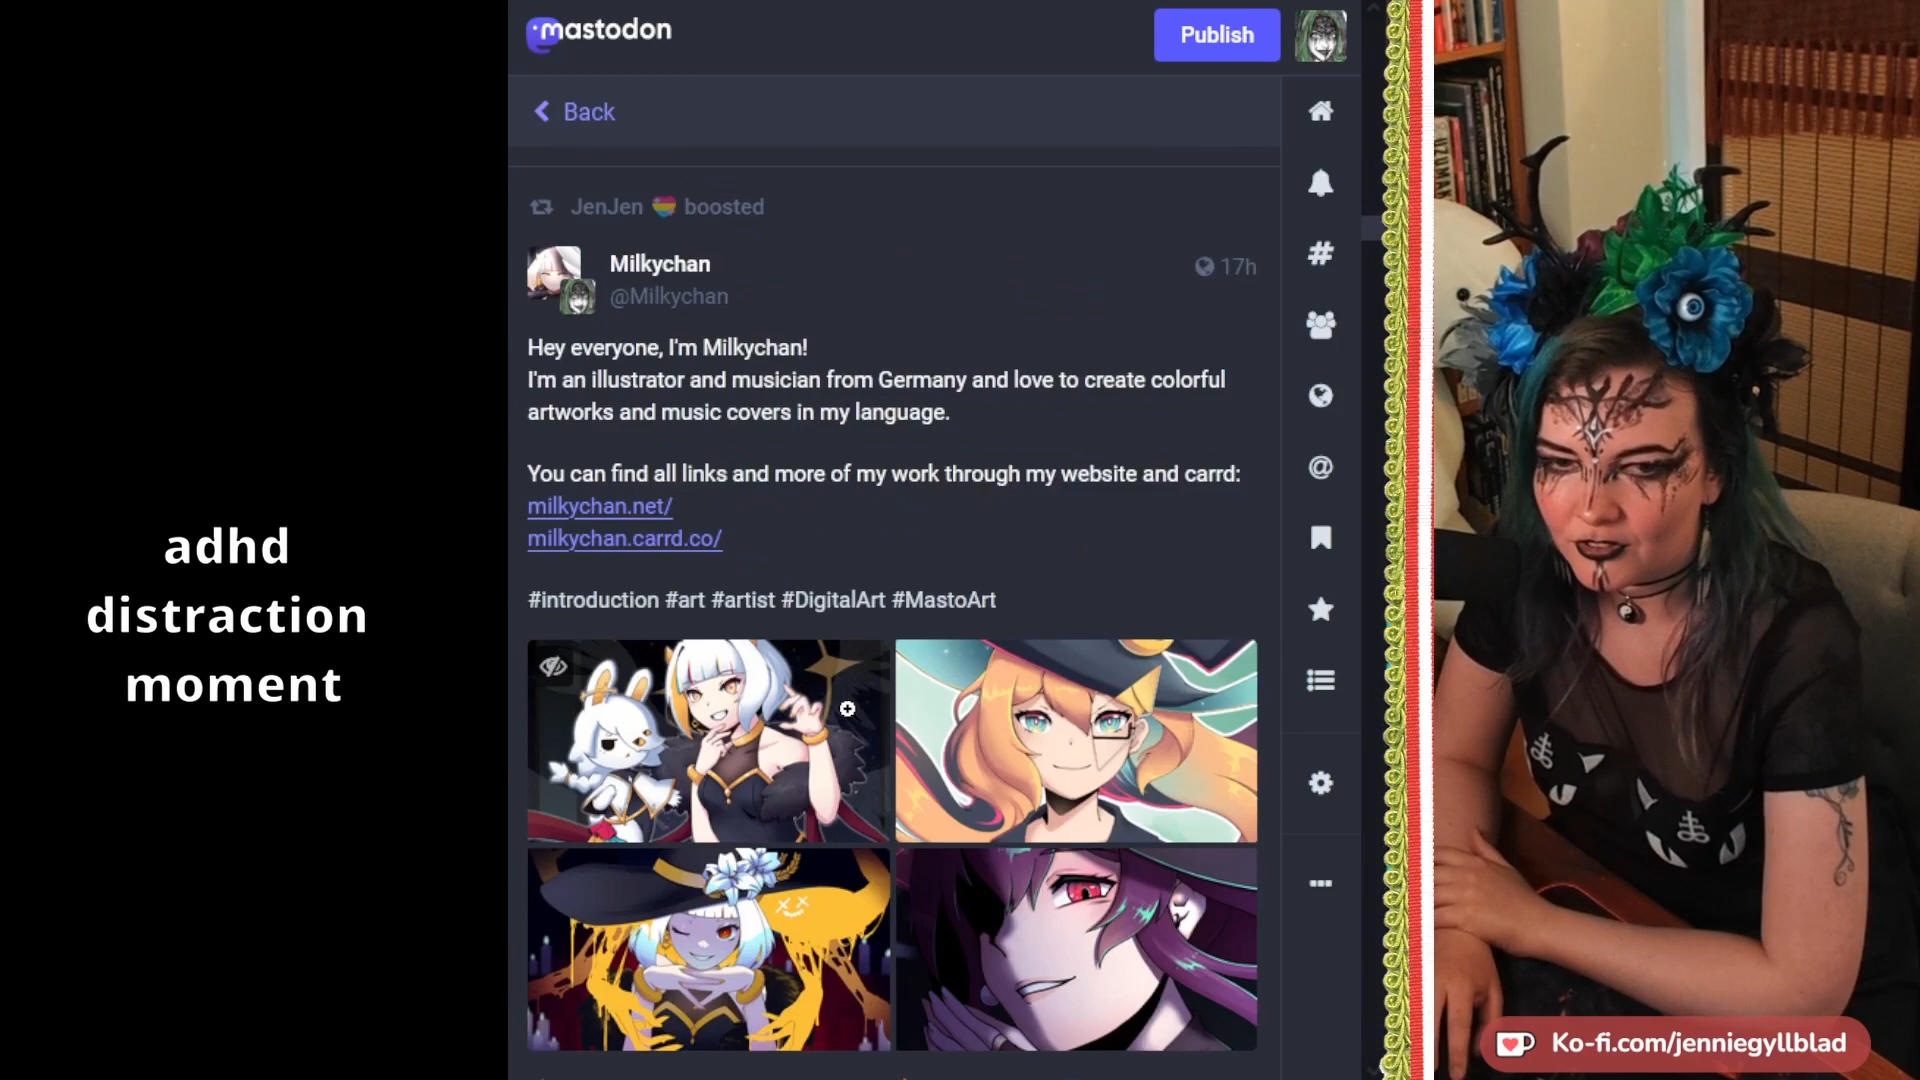 adhd
distraction
moment
mastodon
Publish
Back
JenJen boosted
Milkychan
17h
@Milkychan
Hey everyone, I'm Milkychan!
I'm an illustrator and musician from Germany and love to create colorful
artworks and music covers in my language.
You can find all links and more of my work through my website and carrd:
milkychan.net/
milkychan.carrd.co/
#introduction #art #artist #DigitalArt #MastoArt
UZUMAKI
Ko-fi.com/jenniegyllblad